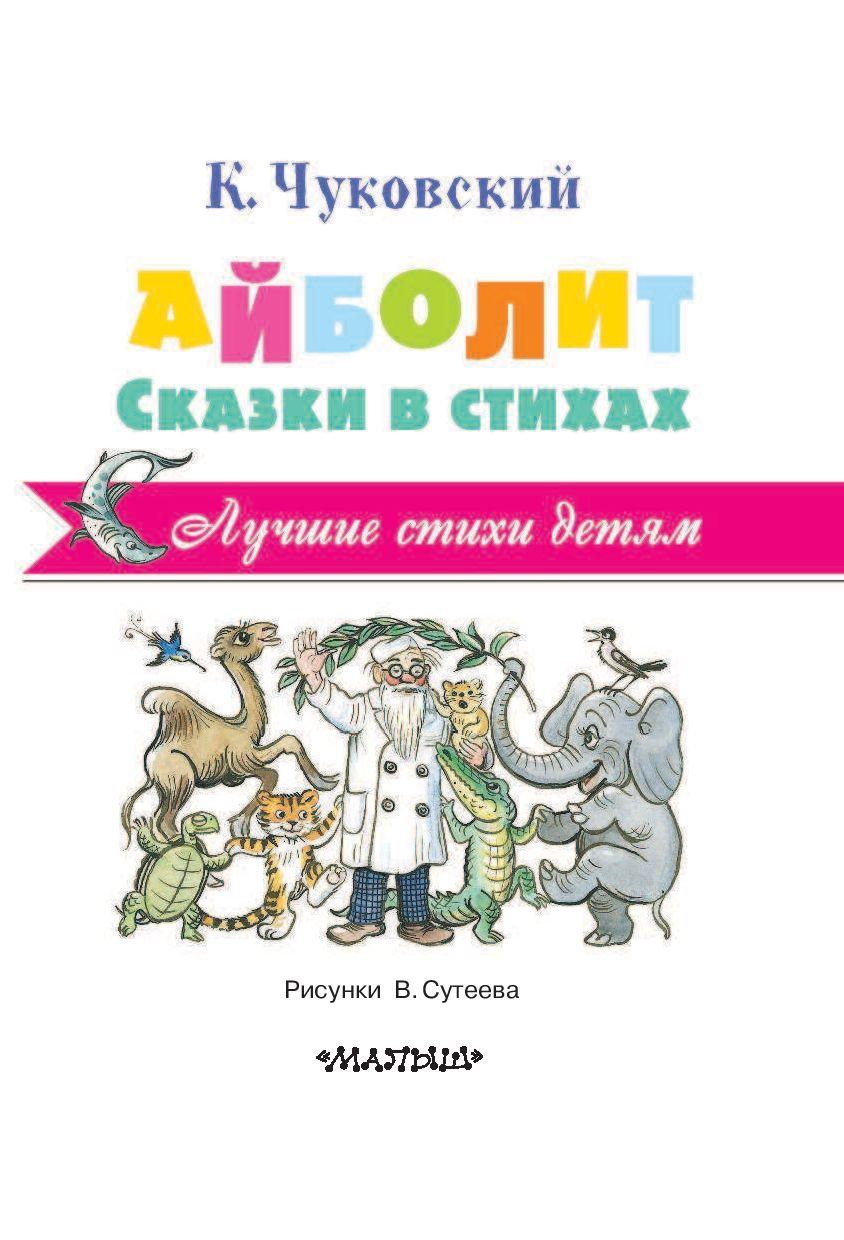 К. Чуковский
АЙБОЛИТ
Сказки в стихах
Лучшие стихи детям
Рисунки В. Сутеева
«МАЛЫШ»